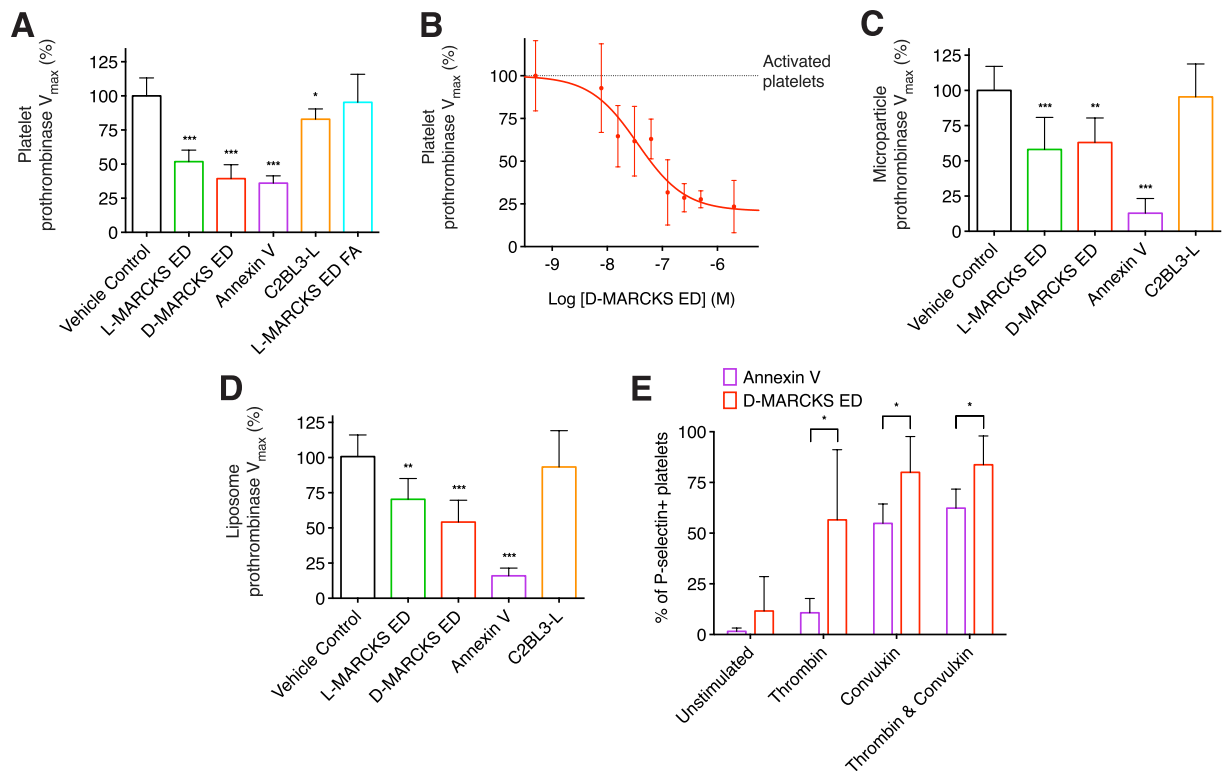 A
Platelet
prothrombinase Vmax (%)
125
100
75
50
25
0
***
***
***
*
Vehicle Control
L-MARCKS ED
D-MARCKS ED
Annexin V
C2BL3-L
L-MARCKS ED FA
B
Platelet
prothrombinase Vmax (%)
100
75
50
25
0
Activated
platelets
-9
-8
-7
-6
Log [D-MARCKS ED] (M)
C
Microparticle
prothrombinase Vmax (%)
125
100
75
50
25
0
***
**
***
Vehicle Control
L-MARCKS ED
D-MARCKS ED
Annexin V
C2BL3-L
D
Liposome
prothrombinase Vmax (%)
125
100
75
50
25
0
**
***
***
Vehicle Control
L-MARCKS ED
D-MARCKS ED
Annexin V
C2BL3-L
E
Annexin V
D-MARCKS ED
% of P-selectin+ platelets
100
75
50
25
0
*
*
*
Unstimulated
Thrombin
Convulxin
Thrombin & Convulxin